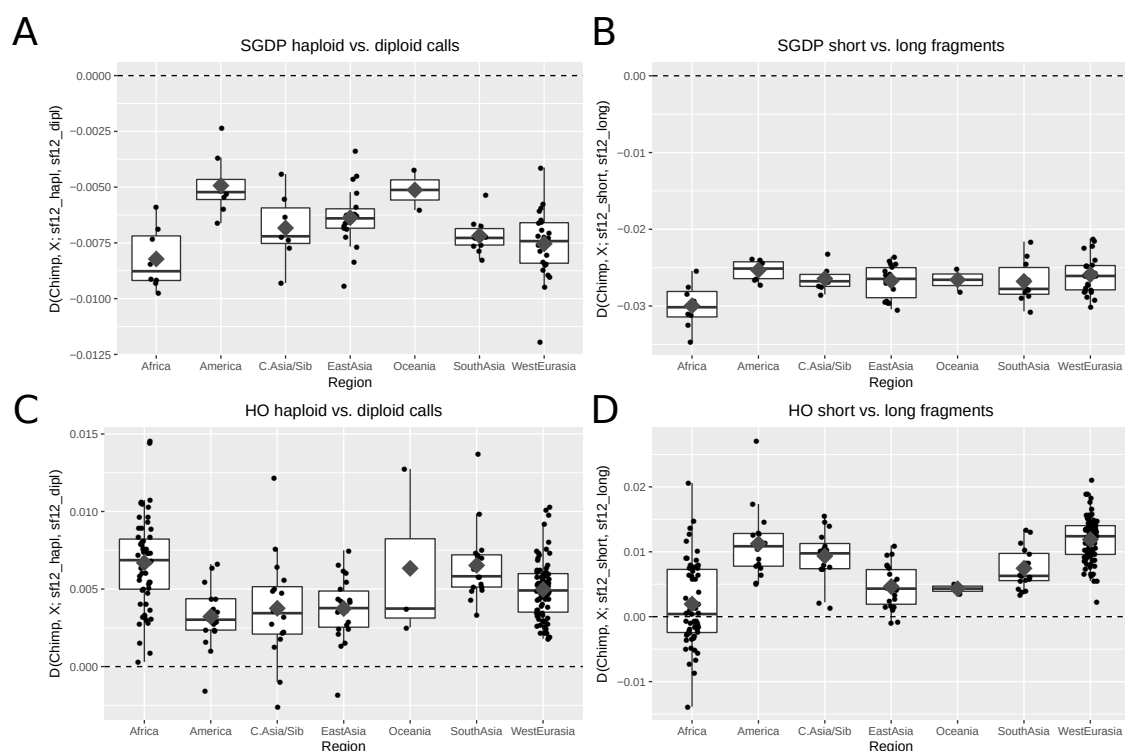 A
SGDP haploid vs. diploid calls
D(Chimp, X; sf12_hapl, sf12_dipl)
0.0000
−0.0025
−0.0050
−0.0075
−0.0100
−0.0125
Africa America C.Asia/Sib EastAsia Oceania SouthAsia WestEurasia
Region
B
SGDP short vs. long fragments
D(Chimp, X; sf12_short, sf12_long)
0.00
−0.01
−0.02
−0.03
Africa America C.Asia/Sib EastAsia Oceania SouthAsia WestEurasia
Region
C
HO haploid vs. diploid calls
D(Chimp, X; sf12_hapl, sf12_dipl)
0.015
0.010
0.005
0.000
Africa America C.Asia/Sib EastAsia Oceania SouthAsia WestEurasia
Region
D
HO short vs. long fragments
D(Chimp, X; sf12_short, sf12_long)
0.02
0.01
0.00
−0.01
Africa America C.Asia/Sib EastAsia Oceania SouthAsia WestEurasia
Region